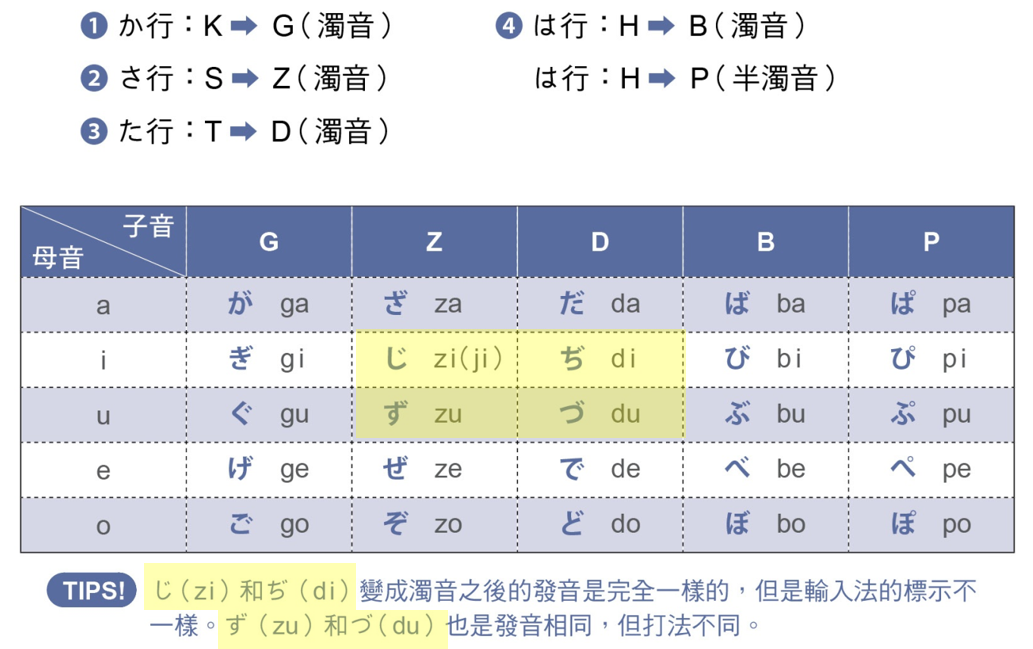 ❶ か行：K ➡ G（濁音）
❷ さ行：S ➡ Z（濁音）
❸ た行：T ➡ D（濁音）
❹ は行：H ➡ B（濁音）
は行：H ➡ P（半濁音）
子音 母音 G Z D B P
a が ga ざ za だ da ば ba ぱ pa
i ぎ gi じ zi(ji) ぢ di び bi ぴ pi
u ぐ gu ず zu づ du ぶ bu ぷ pu
e げ ge ぜ ze で de べ be ぺ pe
o ご go ぞ zo ど do ぼ bo ぽ po
TIPS! じ（zi）和ぢ（di）變成濁音之後的發音是完全一樣的，但是輸入法的標示不
一樣。ず（zu）和づ（du）也是發音相同，但打法不同。